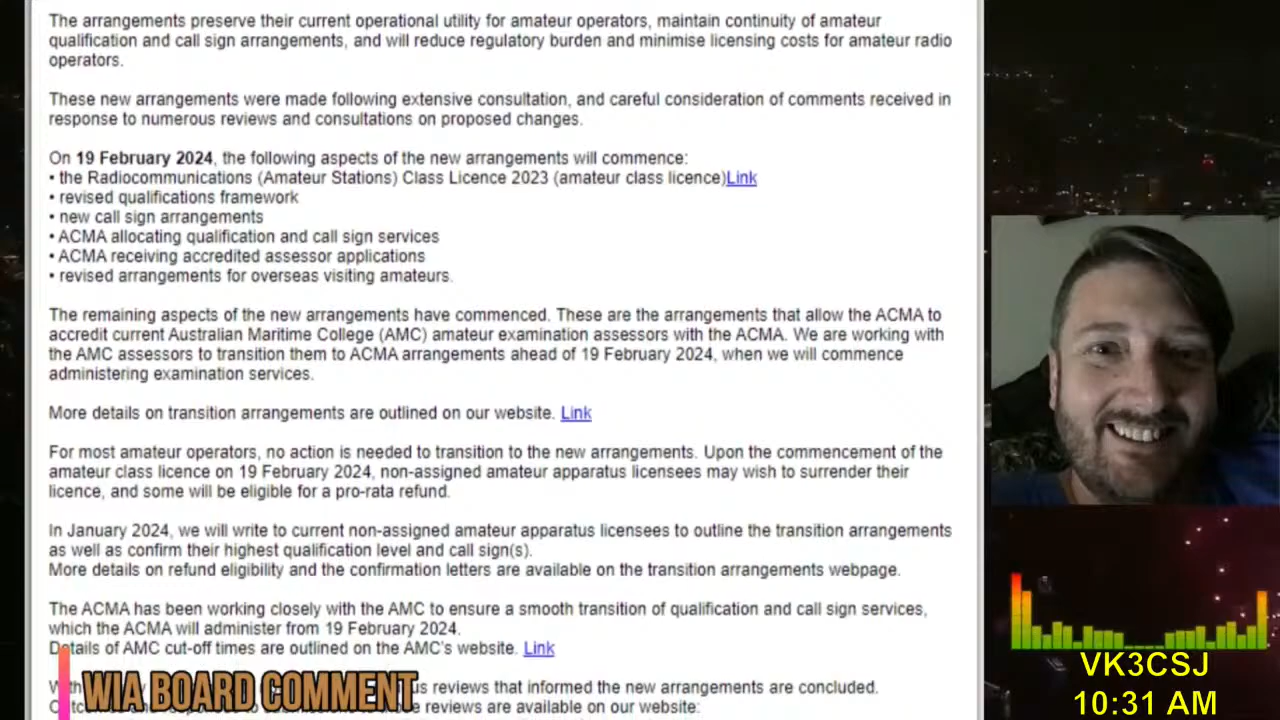 The arrangements preserve their current operational utility for amateur operators, maintain continuity of amateur
qualification and call sign arrangements, and will reduce regulatory burden and minimise licensing costs for amateur radio
operators.
These new arrangements were made following extensive consultation, and careful consideration of comments received in
response to numerous reviews and consultations on proposed changes.
On 19 February 2024, the following aspects of the new arrangements will commence:
• the Radiocommunications (Amateur Stations) Class Licence 2023 (amateur class licence)Link
• revised qualifications framework
• new call sign arrangements
• ACMA allocating qualification and call sign services
• ACMA receiving accredited assessor applications
• revised arrangements for overseas visiting amateurs.
The remaining aspects of the new arrangements have commenced. These are the arrangements that allow the ACMA to
accredit current Australian Maritime College (AMC) amateur examination assessors with the ACMA. We are working with
the AMC assessors to transition them to ACMA arrangements ahead of 19 February 2024, when we will commence
administering examination services.
More details on transition arrangements are outlined on our website. Link
For most amateur operators, no action is needed to transition to the new arrangements. Upon the commencement of the
amateur class licence on 19 February 2024, non-assigned amateur apparatus licensees may wish to surrender their
licence, and some will be eligible for a pro-rata refund.
In January 2024, we will write to current non-assigned amateur apparatus licensees to outline the transition arrangements
as well as confirm their highest qualification level and call sign(s).
More details on refund eligibility and the confirmation letters are available on the transition arrangements webpage.
The ACMA has been working closely with the AMC to ensure a smooth transition of qualification and call sign services,
which the ACMA will administer from 19 February 2024.
Details of AMC cut-off times are outlined on the AMC's website. Link
reviews that informed the new arrangements are concluded.
reviews are available on our website:
WIA BOARD COMMENT
VK3CSJ
10:31 AM